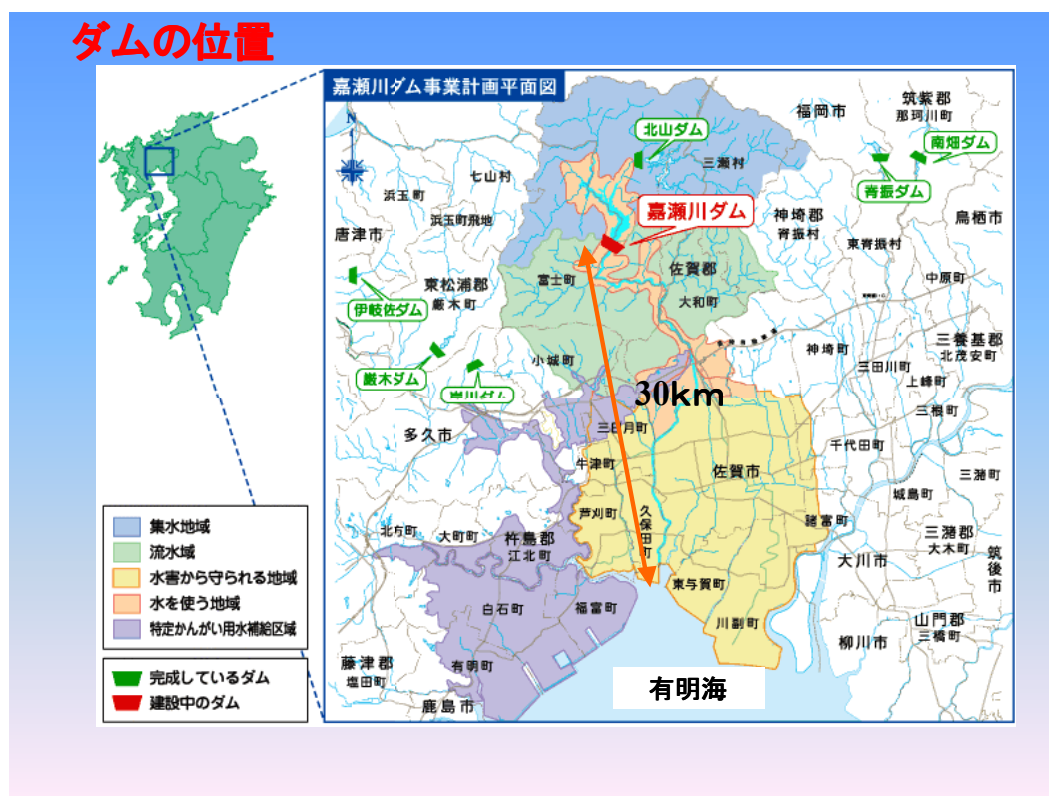 ダムの位置
嘉瀬川ダム事業計画平面図
N
福岡市
筑紫郡
那珂川町
北山ダム
南畑ダム
三瀬村
脊振ダム
七山村
浜玉町
嘉瀬川ダム
神埼郡
脊振村
浜玉町飛地
鳥栖市
唐津市
東脊振村
佐賀郡
東松浦郡
厳木町
富士町
中原町
大和町
伊岐佐ダム
三養基郡
北茂安町
神埼町
小城町
三田川町
上峰町
厳木ダム
30km
三根町
三日月町
多久市
千代田町
牛津町
佐賀市
三潴町
城島町
芦刈町
久保田町
諸富町
北方町
大町町
杵島郡
江北町
三潴郡
大木町
筑後市
大川市
東与賀町
白石町
福富町
川副町
山門郡
三橋町
柳川市
有明町
藤津郡
塩田町
有明海
鹿島市
集水地域
流水域
水害から守られる地域
水を使う地域
特定かんがい用水補給区域
完成しているダム
建設中のダム